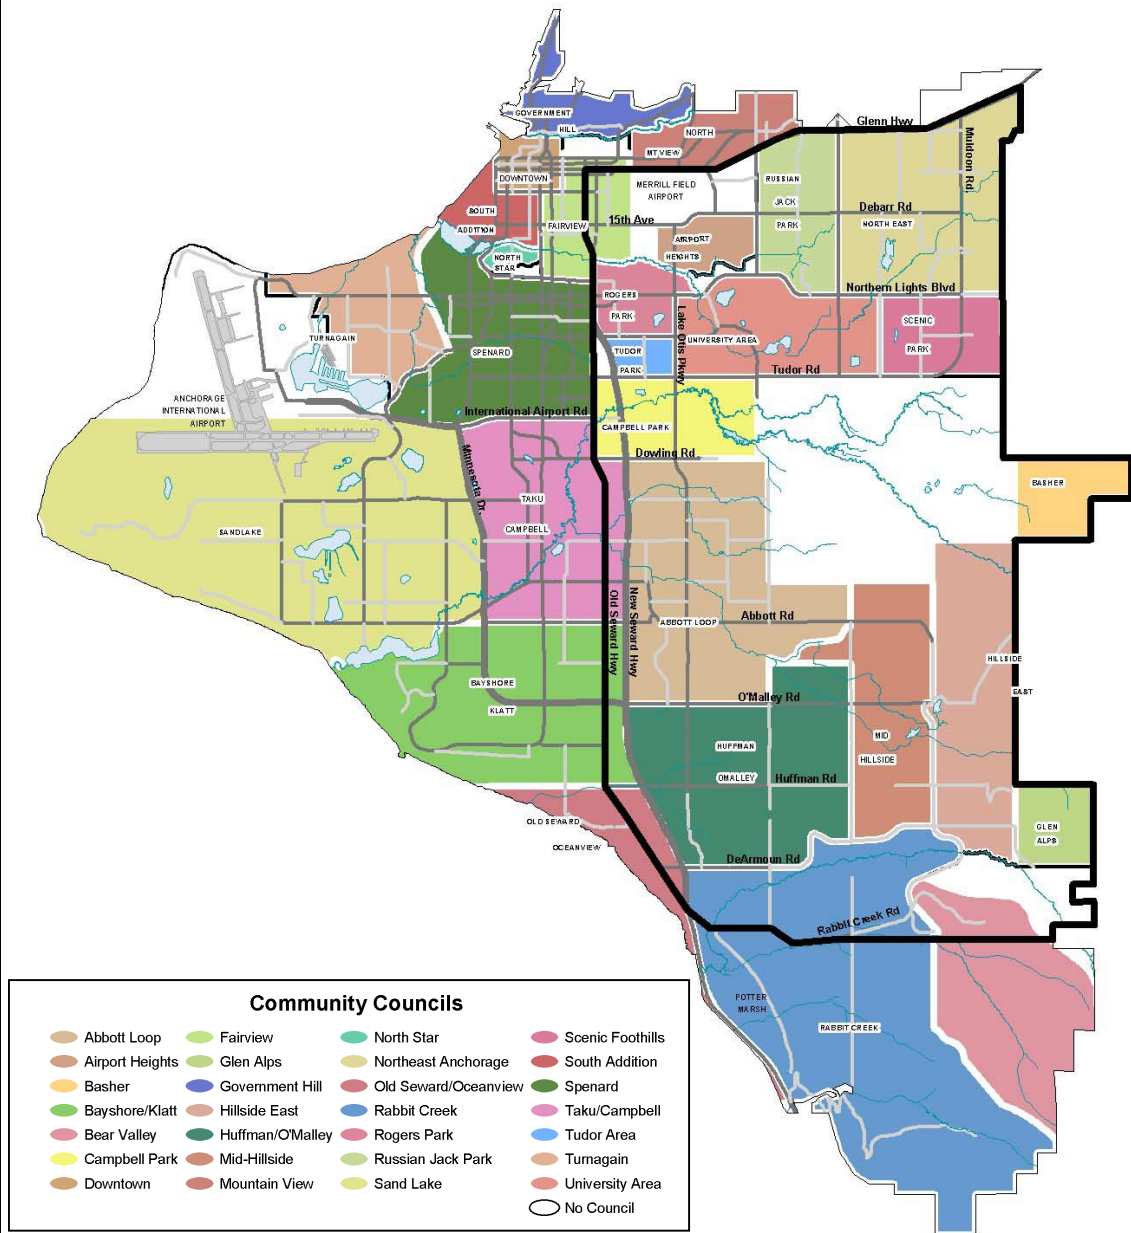 GOVERNMENT
HILL
NORTH
MT VIEW
Glenn Hwy
Muldoon Rd
DOWNTOWN
MERRILL FIELD
AIRPORT
RUSSIAN
JACK
PARK
SOUTH
ADDITION
FAIRVIEW
15th Ave
Debarr Rd
NORTH EAST
AIRPORT
HEIGHTS
NORTH
STAR
Northern Lights Blvd
ROGERS
PARK
Lake Otis Pkwy
SCENIC
PARK
TURNAGAIN
SPENARD
UNIVERSITY AREA
TUDOR
PARK
Tudor Rd
ANCHORAGE
INTERNATIONAL
AIRPORT
International Airport Rd
CAMPBELL PARK
Dowling Rd
Minnesota Dr.
BASHER
TAKU
CAMPBELL
SANDLAKE
Old Seward Hwy
New Seward Hwy
Abbott Rd
ABBOTT LOOP
HILLSIDE
EAST
BAYSHORE
KLATT
O'Malley Rd
HUFFMAN
OMALLEY
Huffman Rd
MID
HILLSIDE
OLD SEWARD
OCEANVIEW
GLEN
ALPS
DeArmoun Rd
Rabbit Creek Rd
POTTER
MARSH
RABBIT CREEK
Community Councils
Abbott Loop
Airport Heights
Basher
Bayshore/Klatt
Bear Valley
Campbell Park
Downtown
Fairview
Glen Alps
Government Hill
Hillside East
Huffman/O'Malley
Mid-Hillside
Mountain View
North Star
Northeast Anchorage
Old Seward/Oceanview
Rabbit Creek
Rogers Park
Russian Jack Park
Sand Lake
Scenic Foothills
South Addition
Spenard
Taku/Campbell
Tudor Area
Turnagain
University Area
No Council